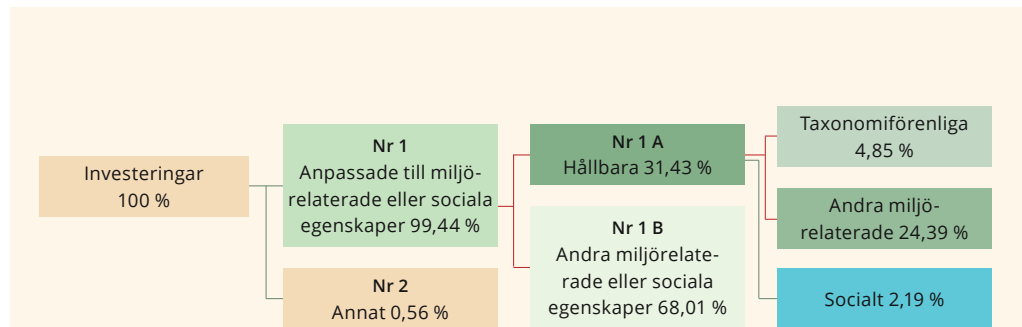 Investeringar
100 %
Nr 1
Anpassade till miljö-
relaterade eller sociala
egenskaper 99,44 %
Nr 2
Annat 0,56 %
Nr 1 A
Hållbara 31,43 %
Nr 1 B
Andra miljörelate-
rade eller sociala
egenskaper 68,01 %
Taxonomiförenliga
4,85 %
Andra miljö-
relaterade 24,39 %
Socialt 2,19 %